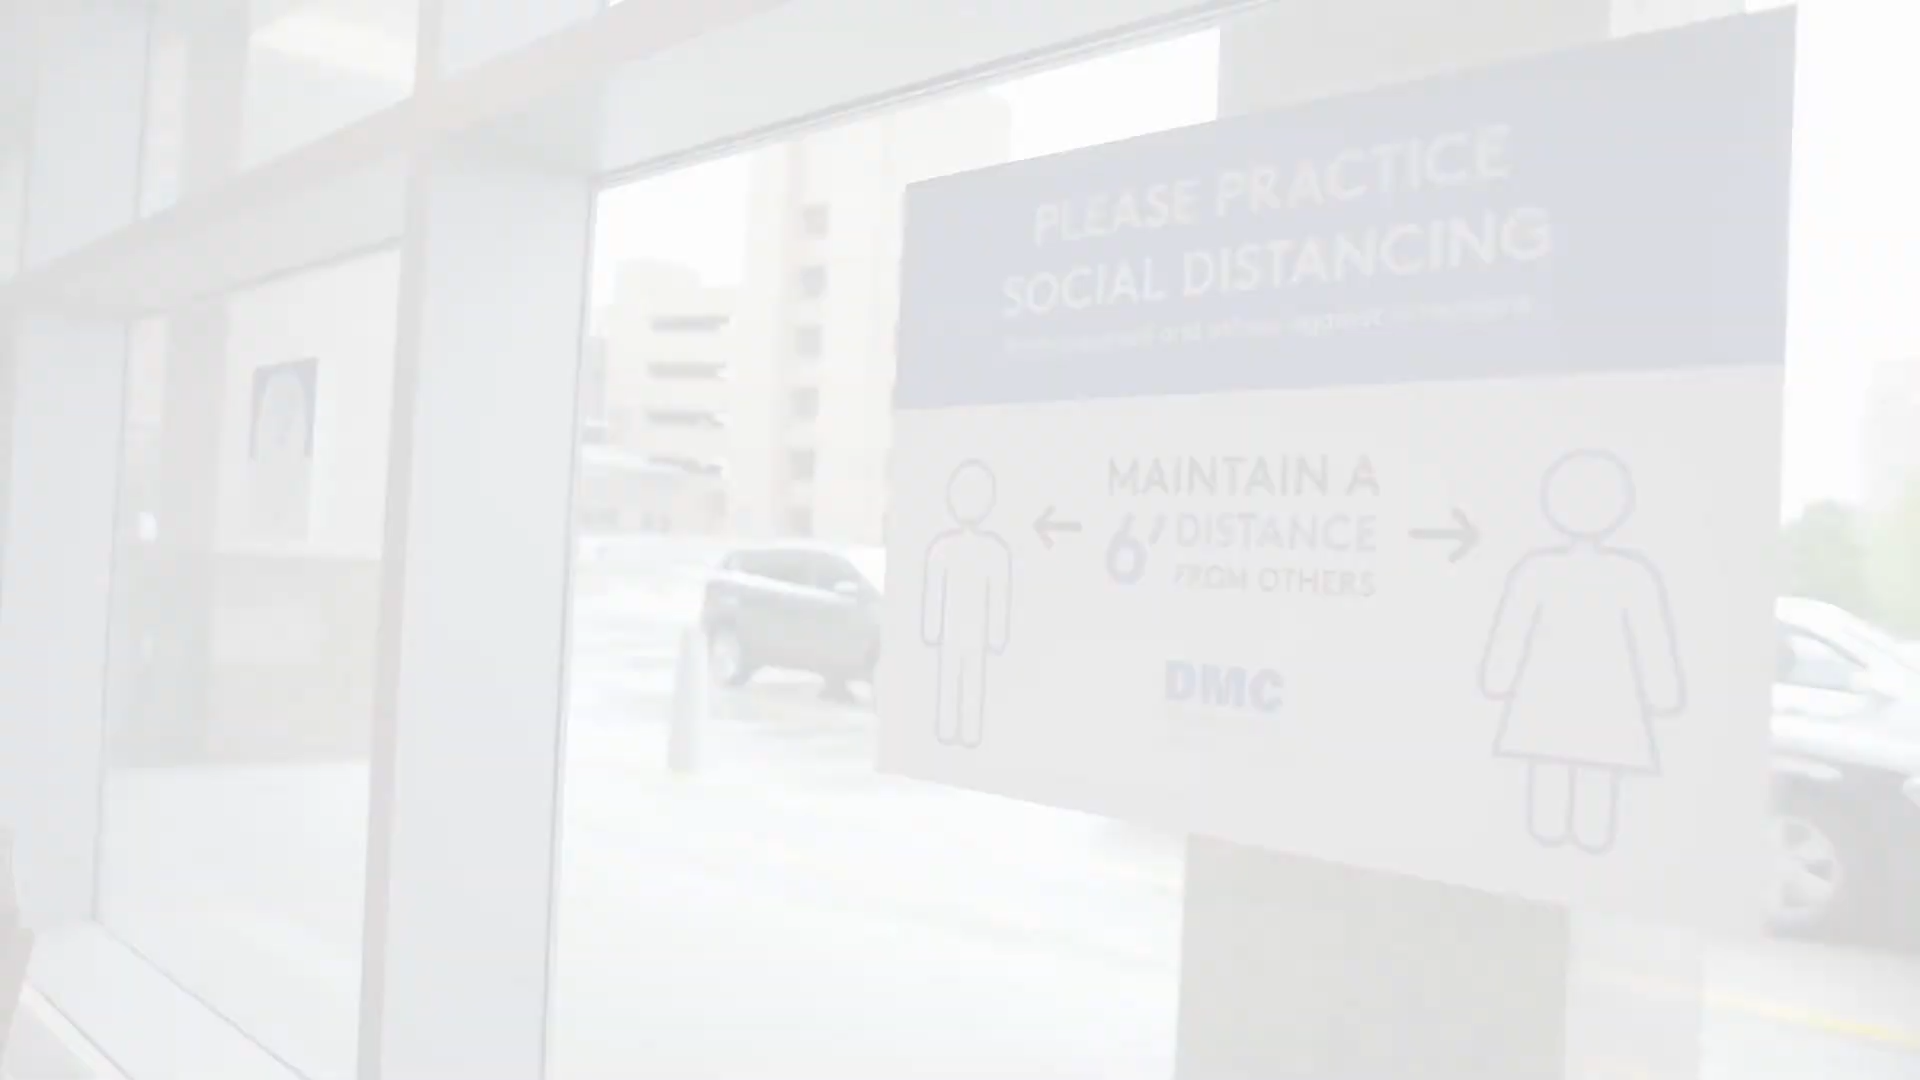 PLEASE PRACTICE
SOCIAL DISTANCING
MAINTAIN A
6' DISTANCE
FROM OTHERS
DMC